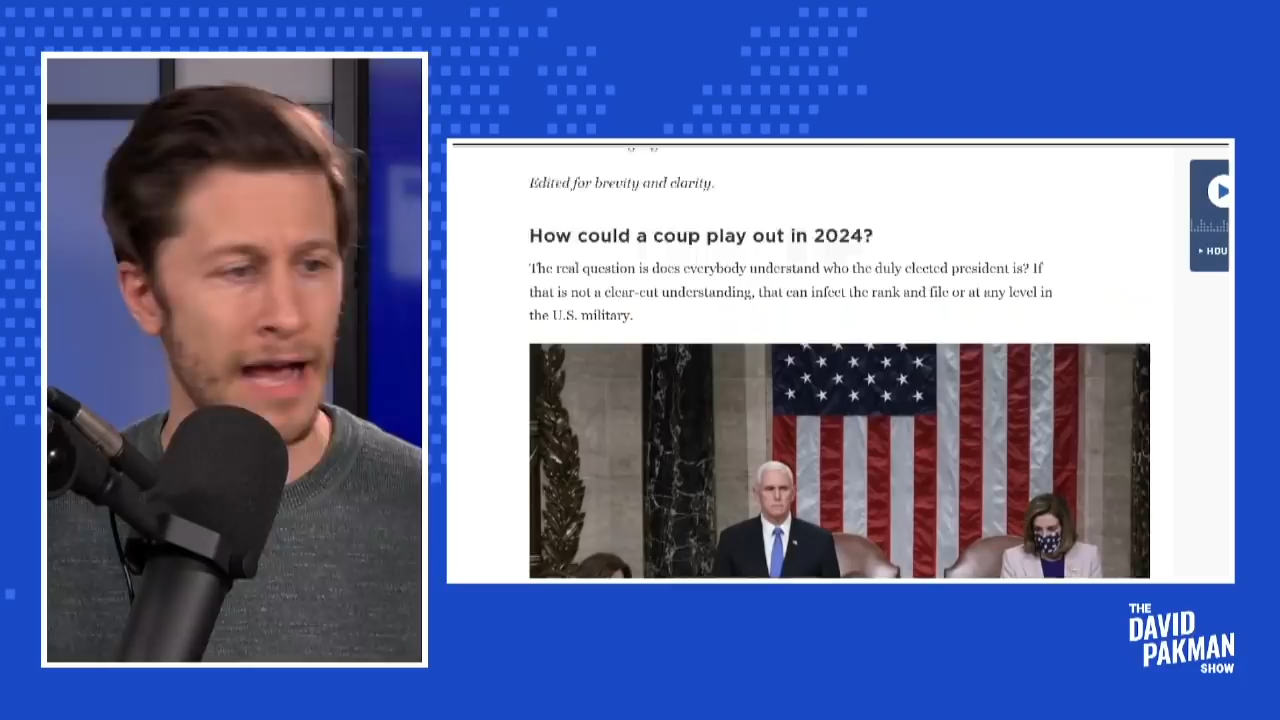 Edited for brevity and clarity.
How could a coup play out in 2024?
The real question is does everybody understand who the duly elected president is? If
that is not a clear-cut understanding, that can infect the rank and file or at any level in
the U.S. military.
HOU
THE
DAVID
PAKMAN
SHOW